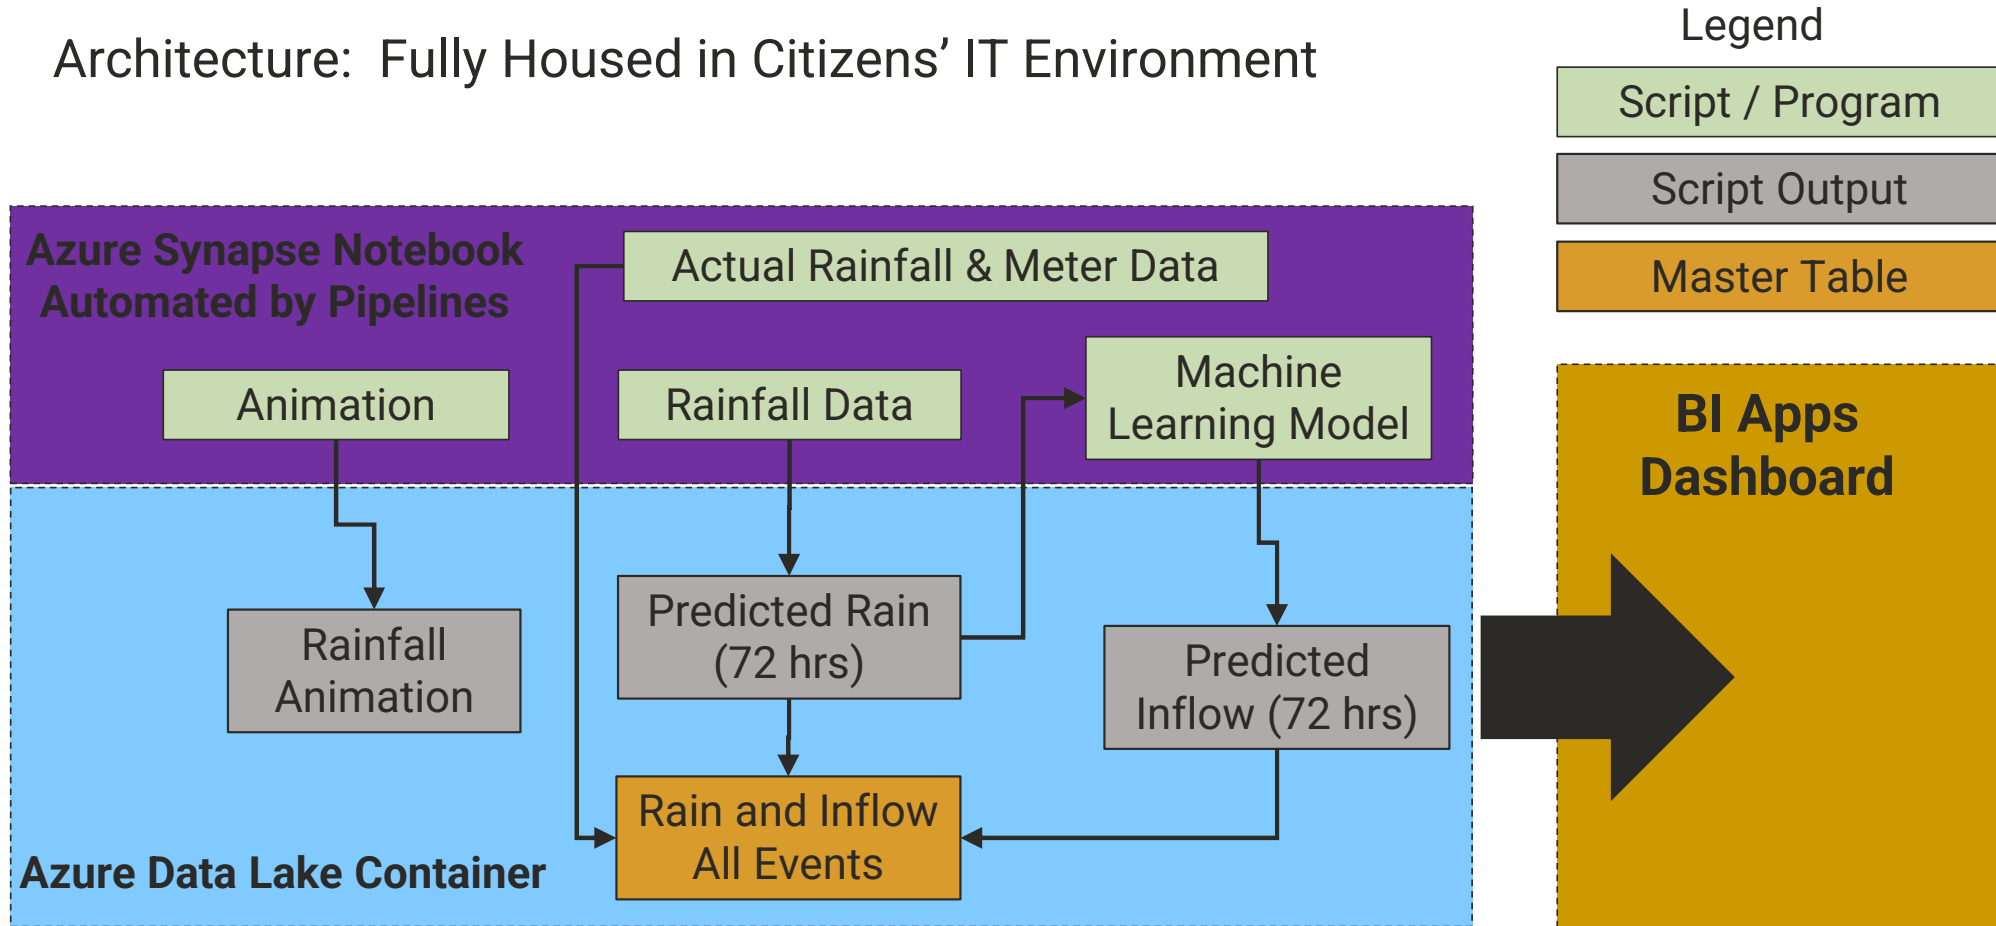 Architecture: Fully Housed in Citizens’ IT Environment
Legend
Script / Program
Script Output
Master Table
Azure Synapse Notebook
Automated by Pipelines
Actual Rainfall & Meter Data
Animation
Rainfall Data
Machine
Learning Model
BI Apps
Dashboard
Rainfall
Animation
Predicted Rain
(72 hrs)
Predicted
Inflow (72 hrs)
Rain and Inflow
All Events
Azure Data Lake Container